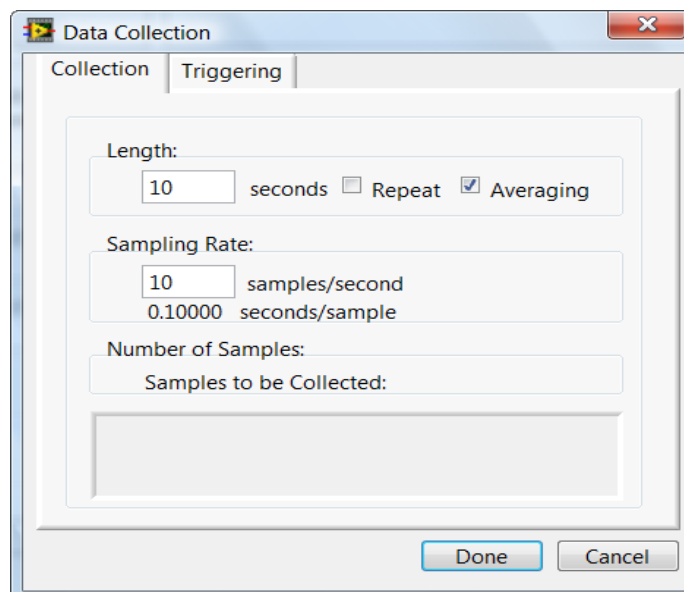 Data Collection
Collection Triggering
Length:
10 seconds Repeat Averaging
Sampling Rate:
10 samples/second
0.10000 seconds/sample
Number of Samples:
Samples to be Collected:
Done Cancel